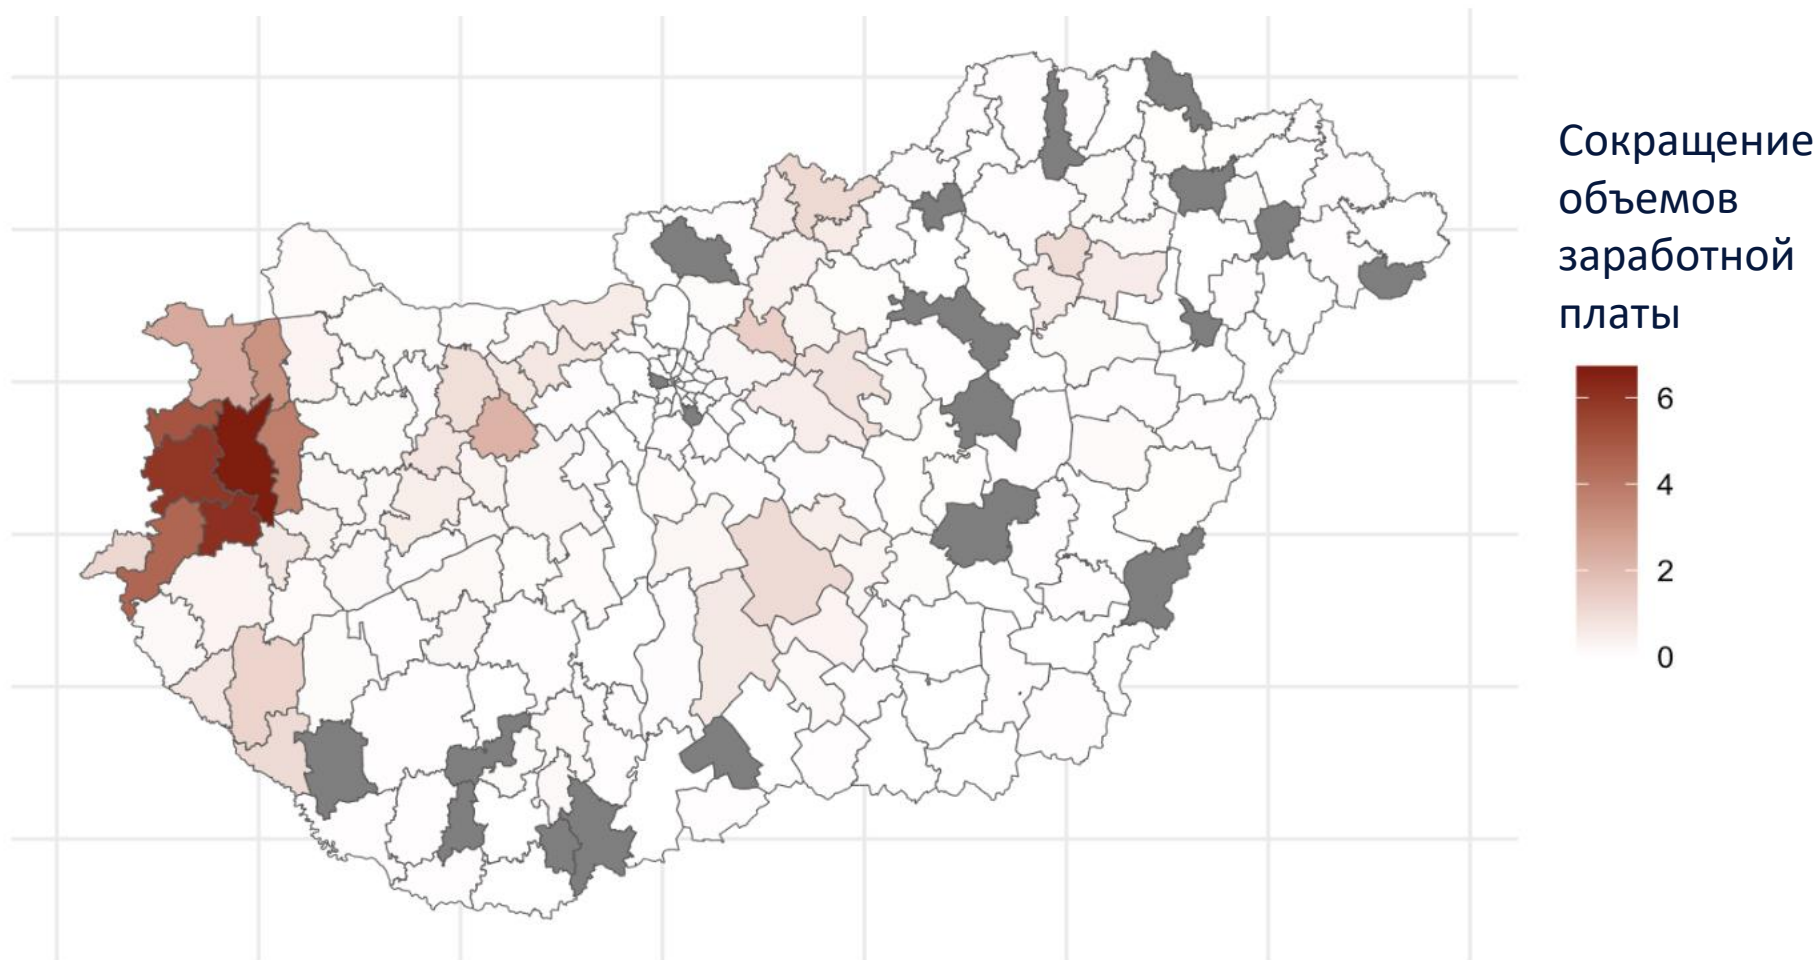 Сокращение
объемов
заработной
платы
6
4
2
0